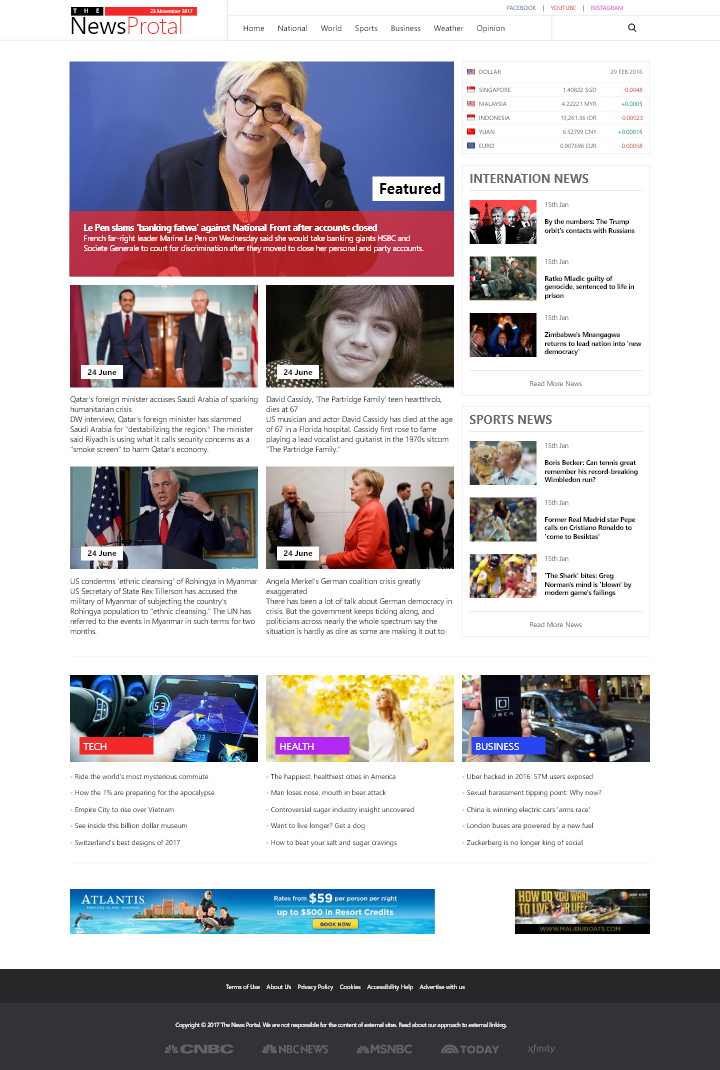 THE 23 November 2017
NewsProtal
FACEBOOK | YOUTUBE | INSTAGRAM
Home National World Sports Business Weather Opinion
Featured
Le Pen slams 'banking fatwa' against National Front after accounts closed
French far-right leader Marine Le Pen on Wednesday said she would take banking giants HSBC and
Societe Generale to court for discrimination after they moved to close her personal and party accounts.
DOLLAR 29 FEB 2016
SINGAPORE 1.40822 SGD -0.0048
MALAYSIA 4.22221 MYR +0.0005
INDONESIA 13,261.36 IDR -0.00023
YUAN 6.52799 CNY +0.00015
EURO 0.907696 EUR -0.00058
INTERNATION NEWS
15th Jan
By the numbers: The Trump
orbit's contacts with Russians
15th Jan
Ratko Mladic guilty of
genocide, sentenced to life in
prison
15th Jan
Zimbabwe's Mnangagwa
returns to lead nation into 'new
democracy'
Read More News
24 June
Qatar's foreign minister accuses Saudi Arabia of sparking
humanitarian crisis
DW interview, Qatar's foreign minister has slammed
Saudi Arabia for "destabilizing the region." The minister
said Riyadh is using what it calls security concerns as a
"smoke screen" to harm Qatar's economy.
24 June
David Cassidy, 'The Partridge Family' teen heartthrob,
dies at 67
US musician and actor David Cassidy has died at the age
of 67 in a Florida hospital. Cassidy first rose to fame
playing a lead vocalist and guitarist in the 1970s sitcom
"The Partridge Family."
24 June
US condemns 'ethnic cleansing' of Rohingya in Myanmar
US Secretary of State Rex Tillerson has accused the
military of Myanmar of subjecting the country's
Rohingya population to "ethnic cleansing." The UN has
referred to the events in Myanmar in such terms for two
months.
24 June
Angela Merkel's German coalition crisis greatly
exaggerated
There has been a lot of talk about German democracy in
crisis. But the government keeps ticking along, and
politicians across nearly the whole spectrum say the
situation is hardly as dire as some are making it out to
SPORTS NEWS
15th Jan
Boris Becker: Can tennis great
remember his record-breaking
Wimbledon run?
15th Jan
Former Real Madrid star Pepe
calls on Cristiano Ronaldo to
'come to Besiktas'
15th Jan
'The Shark' bites: Greg
Norman's mind is 'blown' by
modern game's failings
Read More News
53
TECH
- Ride the world's most mysterious commute
- How the 1% are preparing for the apocalypse
- Empire City to rise over Vietnam
- See inside this billion dollar museum
- Switzerland's best designs of 2017
HEALTH
- The happiest, healthiest cities in America
- Man loses nose, mouth in bear attack
- Controversial sugar industry insight uncovered
- Want to live longer? Get a dog
- How to beat your salt and sugar cravings
UBER
BUSINESS
- Uber hacked in 2016: 57M users exposed
- Sexual harassment tipping point: Why now?
- China is winning electric cars 'arms race'
- London buses are powered by a new fuel
- Zuckerberg is no longer king of social
ATLANTIS
Rates from $59 per person per night
up to $500 in Resort Credits
BOOK NOW
HOW DO YOU WANT
TO LIVE YOUR LIFE?
WWW.MALIBUBOATS.COM
Terms of Use About Us Privacy Policy Cookies Accessibility Help Advertise with us
Copyright © 2017 The News Portal. We are not responsible for the content of external sites. Read about our approach to external linking.
CNBC NBCNEWS MSNBC TODAY xfinity